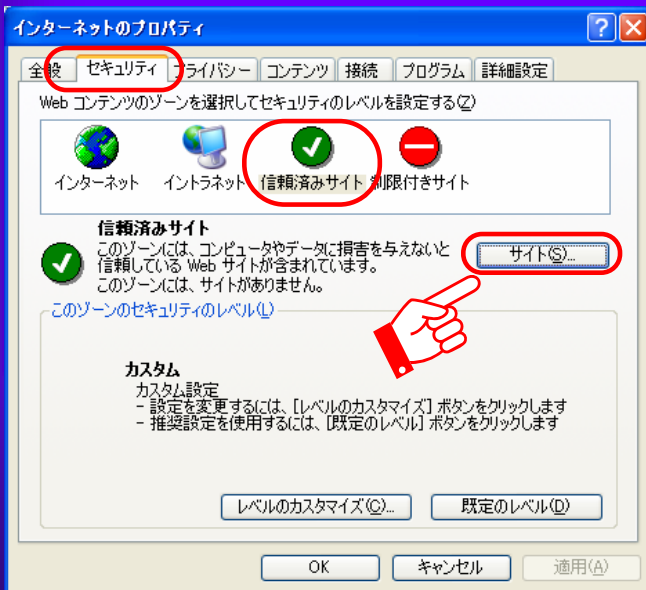 インターネットのプロパティ
全般 セキュリティ プライバシー コンテンツ 接続 プログラム 詳細設定
Web コンテンツのゾーンを選択してセキュリティのレベルを設定する(Z)
インターネット イントラネット 信頼済みサイト 制限付きサイト
信頼済みサイト
このゾーンには、コンピュータやデータに損害を与えないと
信頼している Web サイトが含まれています。
このゾーンには、サイトがありません。
サイト(S)...
このゾーンのセキュリティのレベル(L)
カスタム
カスタム設定
- 設定を変更するには、[レベルのカスタマイズ] ボタンをクリックします
- 推奨設定を使用するには、[既定のレベル] ボタンをクリックします
レベルのカスタマイズ(C)... 既定のレベル(D)
OK キャンセル 適用(A)